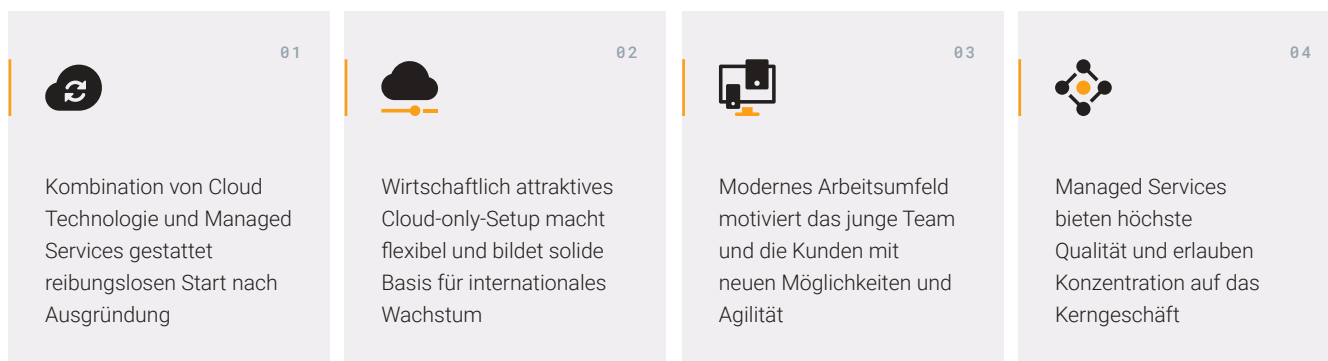 01
Kombination von Cloud
Technologie und Managed
Services gestattet
reibungslosen Start nach
Ausgründung
02
Wirtschaftlich attraktives
Cloud-only-Setup macht
flexibel und bildet solide
Basis für internationales
Wachstum
03
Modernes Arbeitsumfeld
motiviert das junge Team
und die Kunden mit
neuen Möglichkeiten und
Agilität
04
Managed Services
bieten höchste
Qualität und erlauben
Konzentration auf das
Kerngeschäft